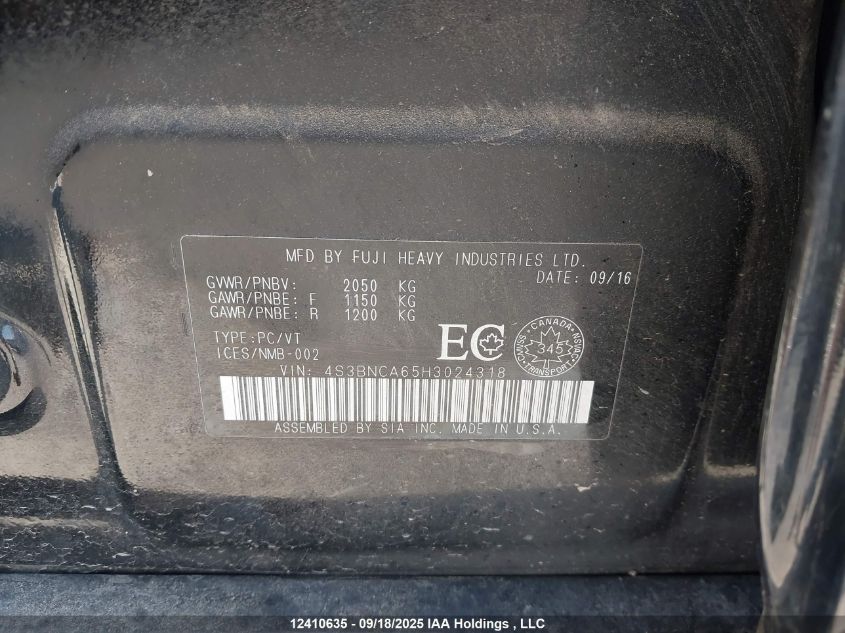 MFD BY FUJI HEAVY INDUSTRIES LTD.
DATE: 09/16
GVWR/PNBV: 2050 KG
GAWR/PNBE: F 1150 KG
GAWR/PNBE: R 1200 KG
TYPE:PC/VT
ICES/NMB-002
EC
CANADA
NSVAC
345
NSMAC
TRANSPORT
VIN: 4S3BNCA65H3024318
ASSEMBLED BY SIA INC. MADE IN U.S.A.
12410635 - 09/18/2025 IAA Holdings , LLC